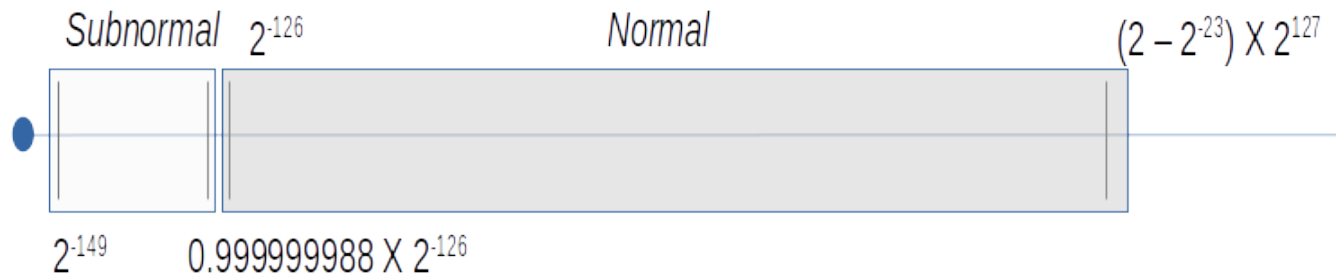 Subnormal 2⁻¹²⁶ Normal (2 – 2⁻²³) X 2¹²⁷
2⁻¹⁴⁹ 0.999999988 X 2⁻¹²⁶